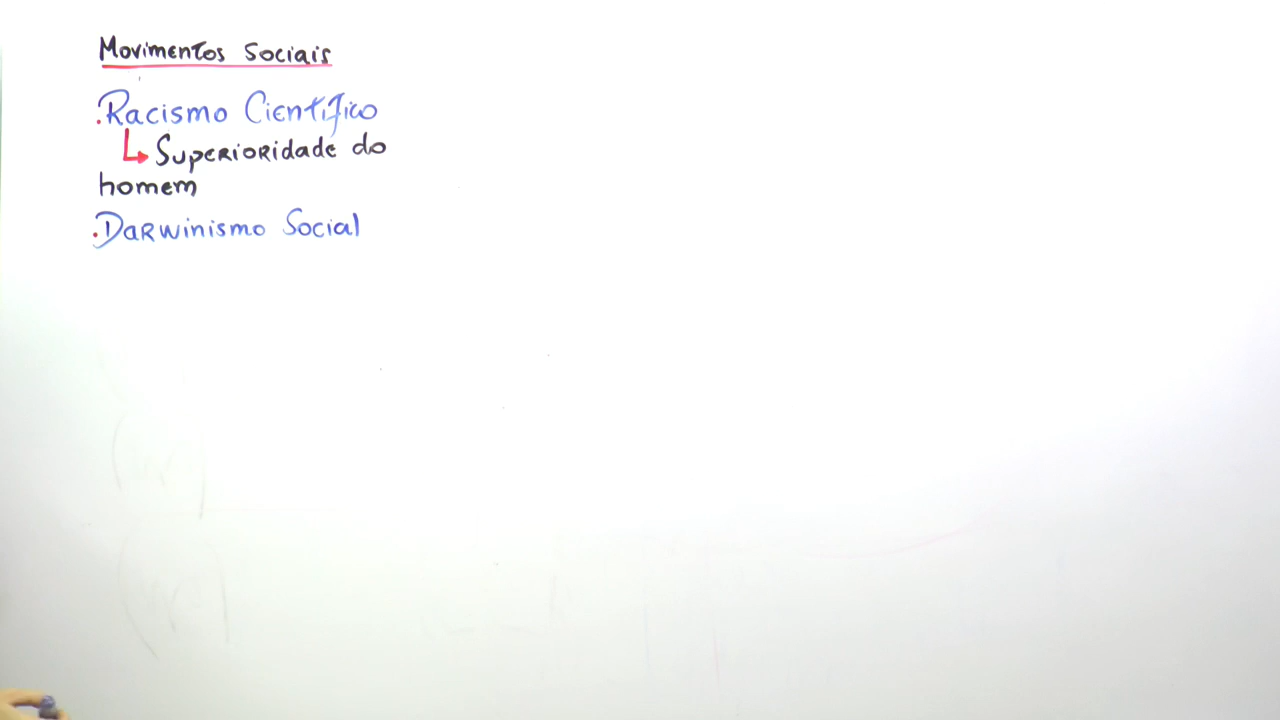 Movimentos Sociais
.Racismo Científico
Superioridade do
homem
.Darwinismo Social